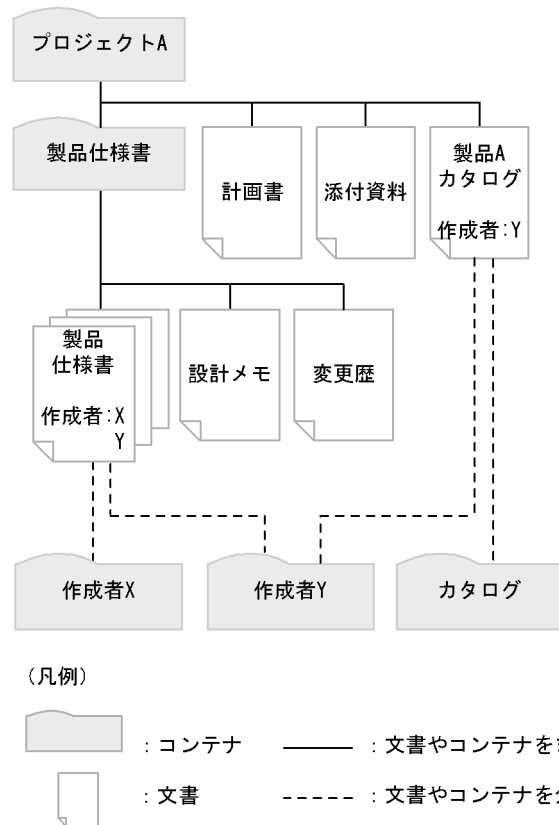 プロジェクトA
製品仕様書
計画書
添付資料
製品A
カタログ
作成者:Y
製品
仕様書
作成者:X
Y
設計メモ
変更歴
作成者X
作成者Y
カタログ
(凡例)
:コンテナ
:文書やコンテナを
:文書
:文書やコンテナを